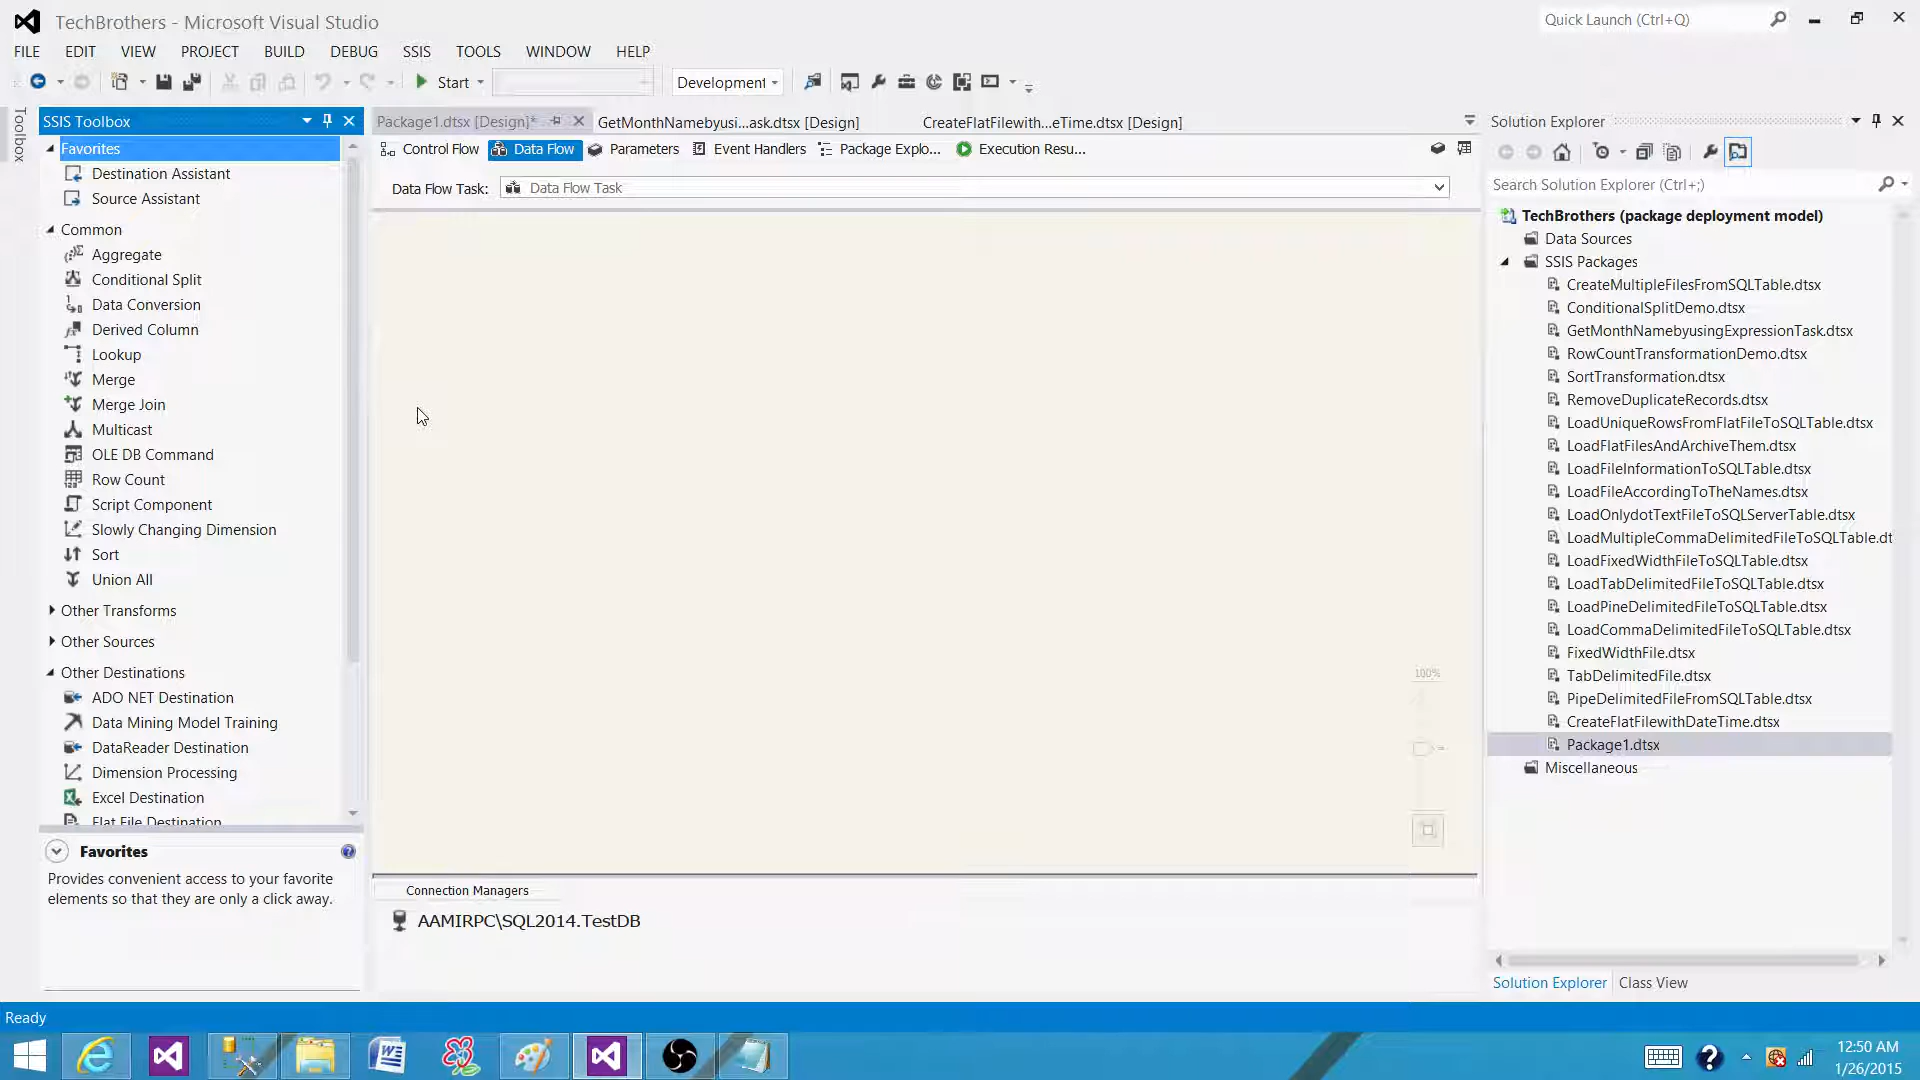 TechBrothers - Microsoft Visual Studio
Quick Launch (Ctrl+Q)
FILE EDIT VIEW PROJECT BUILD DEBUG SSIS TOOLS WINDOW HELP
Start Development
Toolbox
SSIS Toolbox
Favorites
Destination Assistant
Source Assistant
Common
Aggregate
Conditional Split
Data Conversion
Derived Column
Lookup
Merge
Merge Join
Multicast
OLE DB Command
Row Count
Script Component
Slowly Changing Dimension
Sort
Union All
Other Transforms
Other Sources
Other Destinations
ADO NET Destination
Data Mining Model Training
DataReader Destination
Dimension Processing
Excel Destination
Flat File Destination
Favorites
Provides convenient access to your favorite
elements so that they are only a click away.
Package1.dtsx [Design]* GetMonthNamebyusi...ask.dtsx [Design] CreateFlatFilewith...eTime.dtsx [Design]
Control Flow Data Flow Parameters Event Handlers Package Explo... Execution Resu...
Data Flow Task: Data Flow Task
100%
Connection Managers
AAMIRPC\SQL2014.TestDB
Solution Explorer
Search Solution Explorer (Ctrl+;)
TechBrothers (package deployment model)
Data Sources
SSIS Packages
CreateMultipleFilesFromSQLTable.dtsx
ConditionalSplitDemo.dtsx
GetMonthNamebyusingExpressionTask.dtsx
RowCountTransformationDemo.dtsx
SortTransformation.dtsx
RemoveDuplicateRecords.dtsx
LoadUniqueRowsFromFlatFileToSQLTable.dtsx
LoadFlatFilesAndArchiveThem.dtsx
LoadFileInformationToSQLTable.dtsx
LoadFileAccordingToTheNames.dtsx
LoadOnlydotTextFileToSQLServerTable.dtsx
LoadMultipleCommaDelimitedFileToSQLTable.dt
LoadFixedWidthFileToSQLTable.dtsx
LoadTabDelimitedFileToSQLTable.dtsx
LoadPineDelimitedFileToSQLTable.dtsx
LoadCommaDelimitedFileToSQLTable.dtsx
FixedWidthFile.dtsx
TabDelimitedFile.dtsx
PipeDelimitedFileFromSQLTable.dtsx
CreateFlatFilewithDateTime.dtsx
Package1.dtsx
Miscellaneous
Solution Explorer Class View
Ready
12:50 AM
1/26/2015